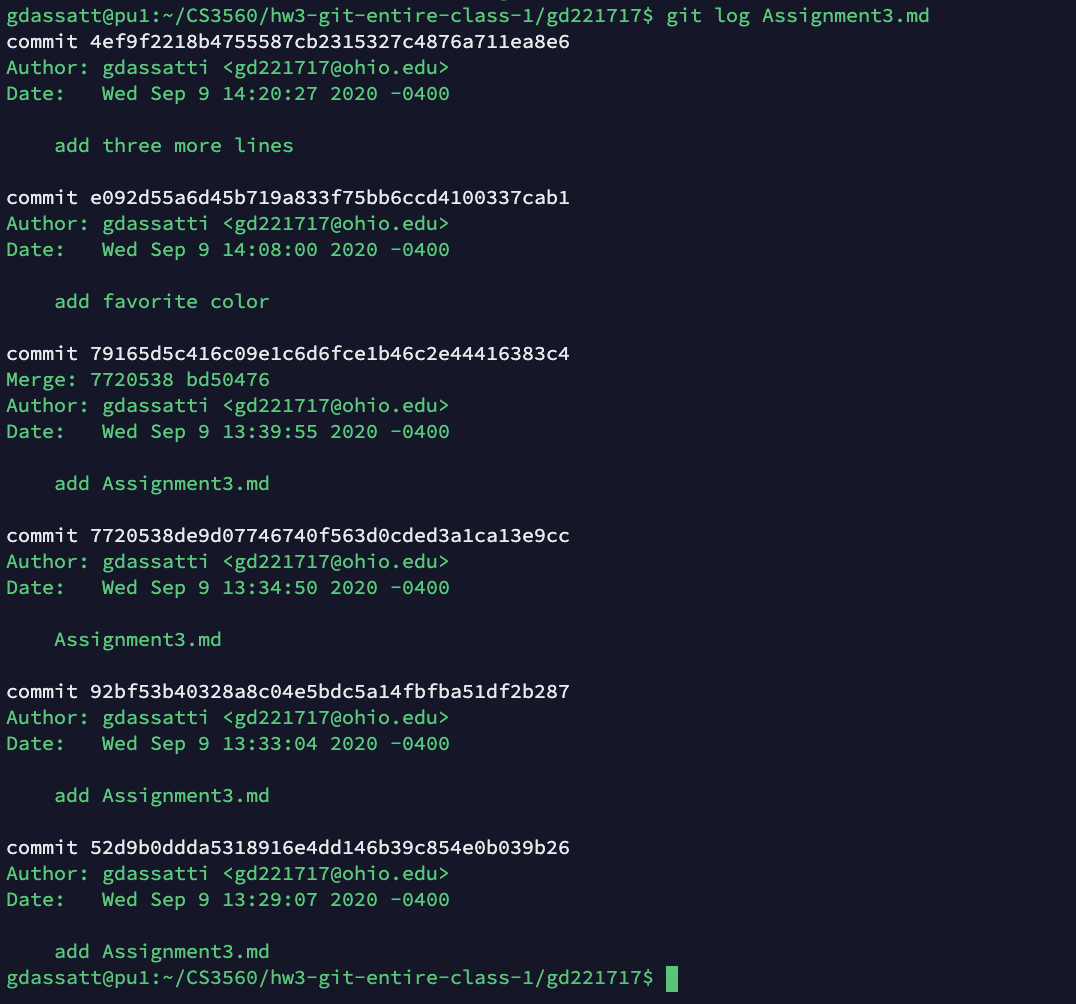 gdassatt@pu1:~/CS3560/hw3-git-entire-class-1/gd221717$ git log Assignment3.md
commit 4ef9f2218b4755587cb2315327c4876a711ea8e6
Author: gdassatti <gd221717@ohio.edu>
Date:   Wed Sep 9 14:20:27 2020 -0400
    add three more lines
commit e092d55a6d45b719a833f75bb6ccd4100337cab1
Author: gdassatti <gd221717@ohio.edu>
Date:   Wed Sep 9 14:08:00 2020 -0400
    add favorite color
commit 79165d5c416c09e1c6d6fce1b46c2e44416383c4
Merge: 7720538 bd50476
Author: gdassatti <gd221717@ohio.edu>
Date:   Wed Sep 9 13:39:55 2020 -0400
    add Assignment3.md
commit 7720538de9d07746740f563d0cded3a1ca13e9cc
Author: gdassatti <gd221717@ohio.edu>
Date:   Wed Sep 9 13:34:50 2020 -0400
    Assignment3.md
commit 92bf53b40328a8c04e5bdc5a14fbfba51df2b287
Author: gdassatti <gd221717@ohio.edu>
Date:   Wed Sep 9 13:33:04 2020 -0400
    add Assignment3.md
commit 52d9b0ddda5318916e4dd146b39c854e0b039b26
Author: gdassatti <gd221717@ohio.edu>
Date:   Wed Sep 9 13:29:07 2020 -0400
    add Assignment3.md
gdassatt@pu1:~/CS3560/hw3-git-entire-class-1/gd221717$